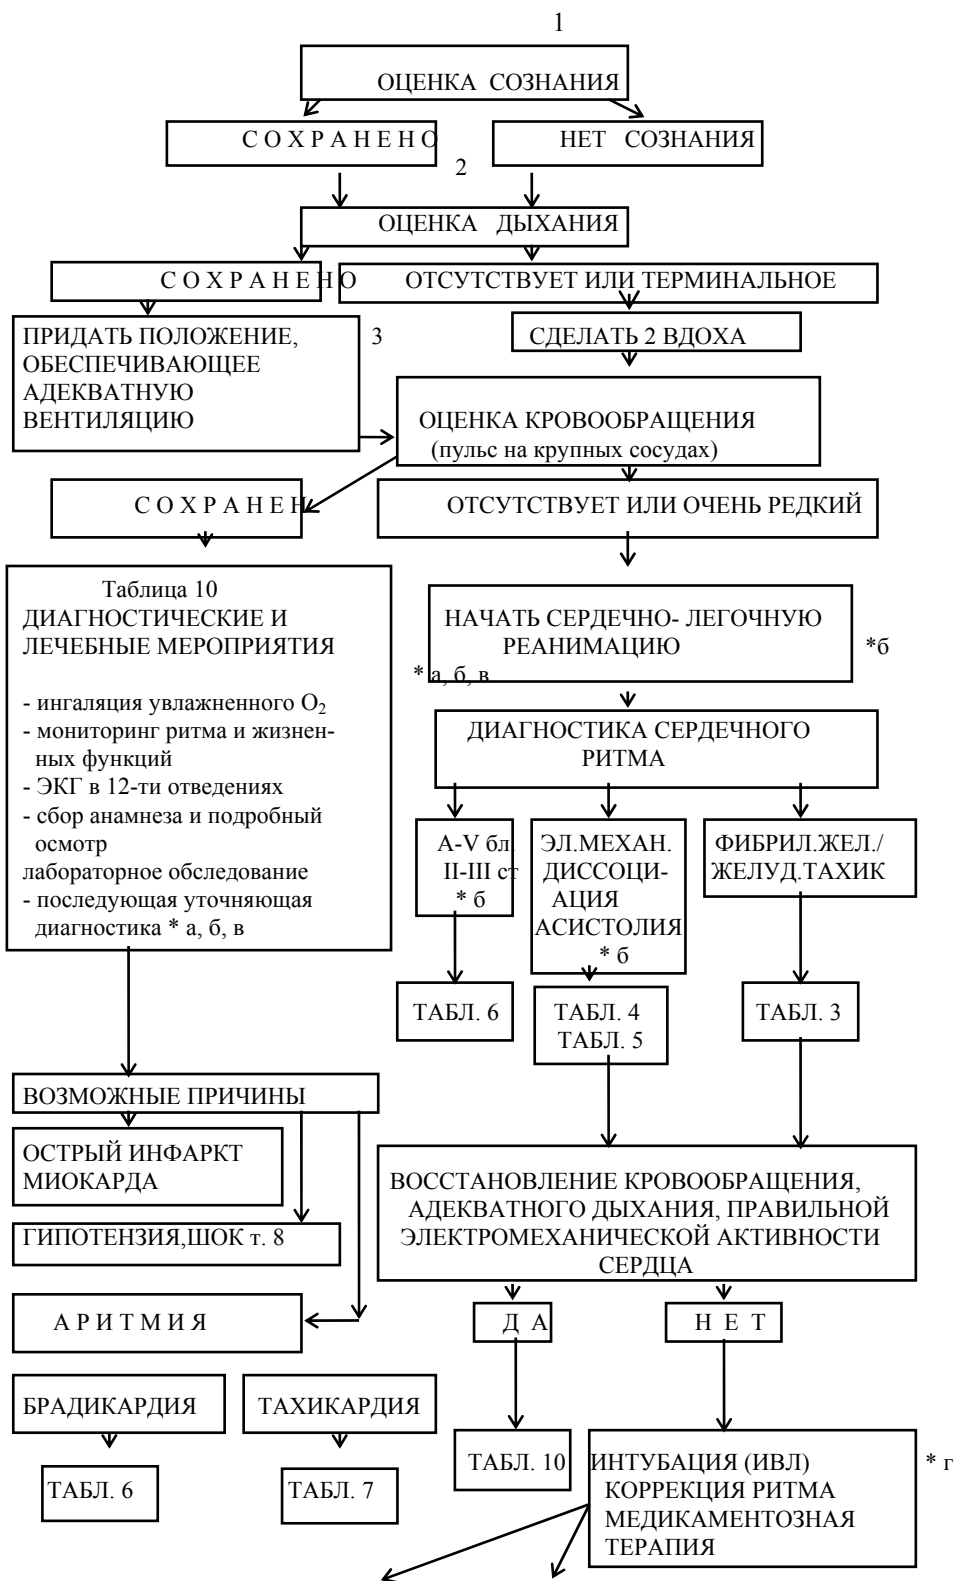 1
ОЦЕНКА СОЗНАНИЯ
С О Х Р А Н Е Н О
НЕТ СОЗНАНИЯ
2
ОЦЕНКА ДЫХАНИЯ
С О Х Р А Н Е Н О
ОТСУТСТВУЕТ ИЛИ ТЕРМИНАЛЬНОЕ
ПРИДАТЬ ПОЛОЖЕНИЕ,
ОБЕСПЕЧИВАЮЩЕЕ
АДЕКВАТНУЮ
ВЕНТИЛЯЦИЮ
3
СДЕЛАТЬ 2 ВДОХА
ОЦЕНКА КРОВООБРАЩЕНИЯ
(пульс на крупных сосудах)
С О Х Р А Н Е Н
ОТСУТСТВУЕТ ИЛИ ОЧЕНЬ РЕДКИЙ
Таблица 10
ДИАГНОСТИЧЕСКИЕ И
ЛЕЧЕБНЫЕ МЕРОПРИЯТИЯ
- ингаляция увлажненного O₂
- мониторинг ритма и жизнен-
ных функций
- ЭКГ в 12-ти отведениях
- сбор анамнеза и подробный
осмотр
лабораторное обследование
- последующая уточняющая
диагностика * а, б, в
НАЧАТЬ СЕРДЕЧНО- ЛЕГОЧНУЮ
РЕАНИМАЦИЮ
*б
* а, б, в
ДИАГНОСТИКА СЕРДЕЧНОГО
РИТМА
A-V бл.
II-III ст
* б
ЭЛ.МЕХАН.
ДИССОЦИ-
АЦИЯ
АСИСТОЛИЯ
* б
ФИБРИЛ.ЖЕЛ./
ЖЕЛУД.ТАХИК
ТАБЛ. 6
ТАБЛ. 4
ТАБЛ. 5
ТАБЛ. 3
ВОЗМОЖНЫЕ ПРИЧИНЫ
ОСТРЫЙ ИНФАРКТ
МИОКАРДА
ГИПОТЕНЗИЯ,ШОК т. 8
А Р И Т М И Я
ВОССТАНОВЛЕНИЕ КРОВООБРАЩЕНИЯ,
АДЕКВАТНОГО ДЫХАНИЯ, ПРАВИЛЬНОЙ
ЭЛЕКТРОМЕХАНИЧЕСКОЙ АКТИВНОСТИ
СЕРДЦА
Д А
Н Е Т
БРАДИКАРДИЯ
ТАХИКАРДИЯ
ТАБЛ. 6
ТАБЛ. 7
ТАБЛ. 10
ИНТУБАЦИЯ (ИВЛ)
КОРРЕКЦИЯ РИТМА
МЕДИКАМЕНТОЗНАЯ
ТЕРАПИЯ
* г